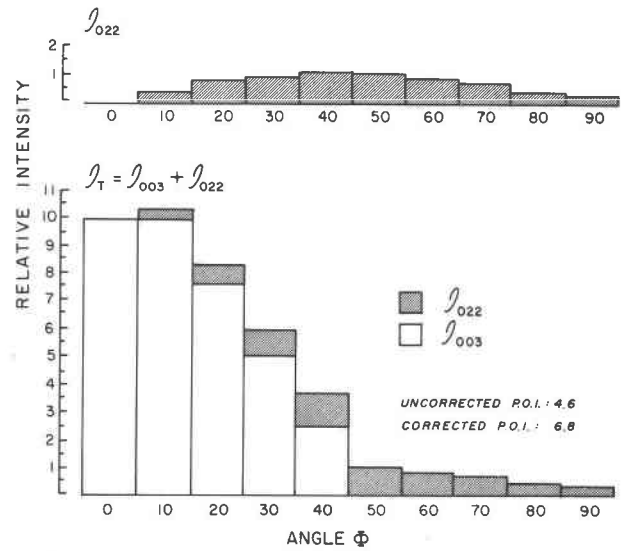 I022
2
1
0 10 20 30 40 50 60 70 80 90
RELATIVE INTENSITY
IT = I003 + I022
11
10
9
8
7
6
5
4
3
2
1
I022
I003
UNCORRECTED P.O.I.: 4.6
CORRECTED P.O.I.: 6.8
0 10 20 30 40 50 60 70 80 90
ANGLE Φ